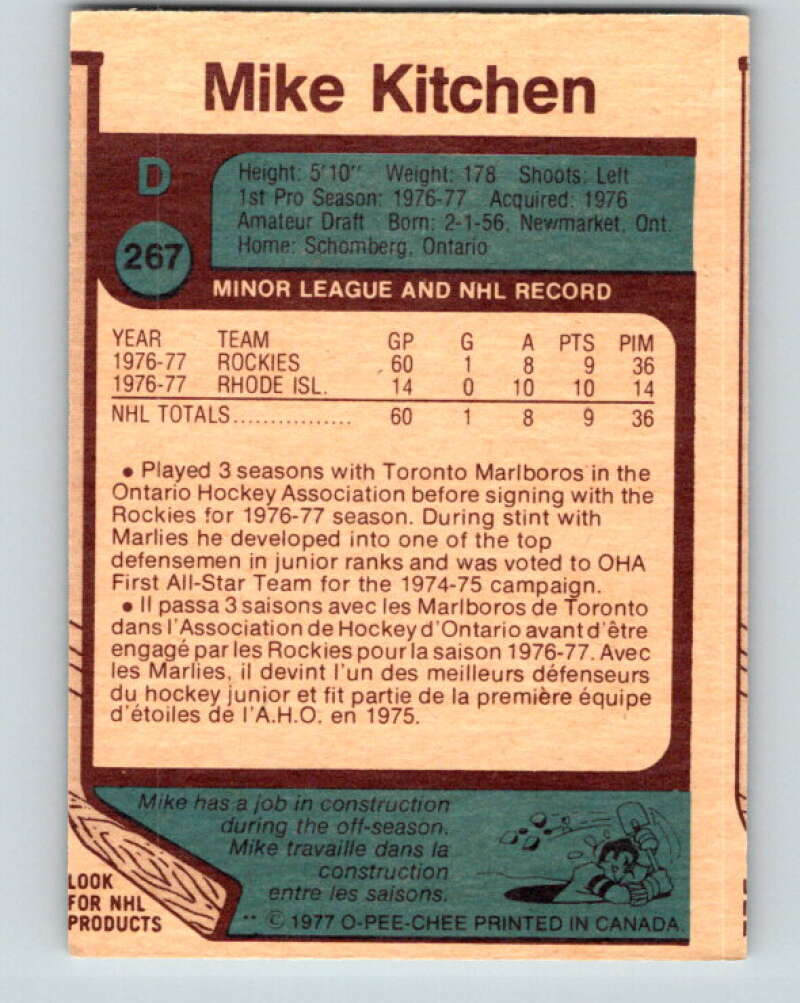 Mike Kitchen
D
267
Height: 5'10" Weight: 178 Shoots: Left
1st Pro Season: 1976-77 Acquired: 1976
Amateur Draft Born: 2-1-56, Newmarket, Ont.
Home: Schomberg, Ontario
MINOR LEAGUE AND NHL RECORD
YEAR TEAM GP G A PTS PIM
1976-77 ROCKIES 60 1 8 9 36
1976-77 RHODE ISL. 14 0 10 10 14
NHL TOTALS................ 60 1 8 9 36
• Played 3 seasons with Toronto Marlboros in the
Ontario Hockey Association before signing with the
Rockies for 1976-77 season. During stint with
Marlies he developed into one of the top
defensemen in junior ranks and was voted to OHA
First All-Star Team for the 1974-75 campaign.
• Il passa 3 saisons avec les Marlboros de Toronto
dans l'Association de Hockey d'Ontario avant d'être
engagé par les Rockies pour la saison 1976-77. Avec
les Marlies, il devint l'un des meilleurs défenseurs
du hockey junior et fit partie de la première équipe
d'étoiles de l'A.H.O. en 1975.
Mike has a job in construction
during the off-season.
Mike travaille dans la
construction
entre les saisons.
LOOK
FOR NHL
PRODUCTS
** © 1977 O-PEE-CHEE PRINTED IN CANADA.